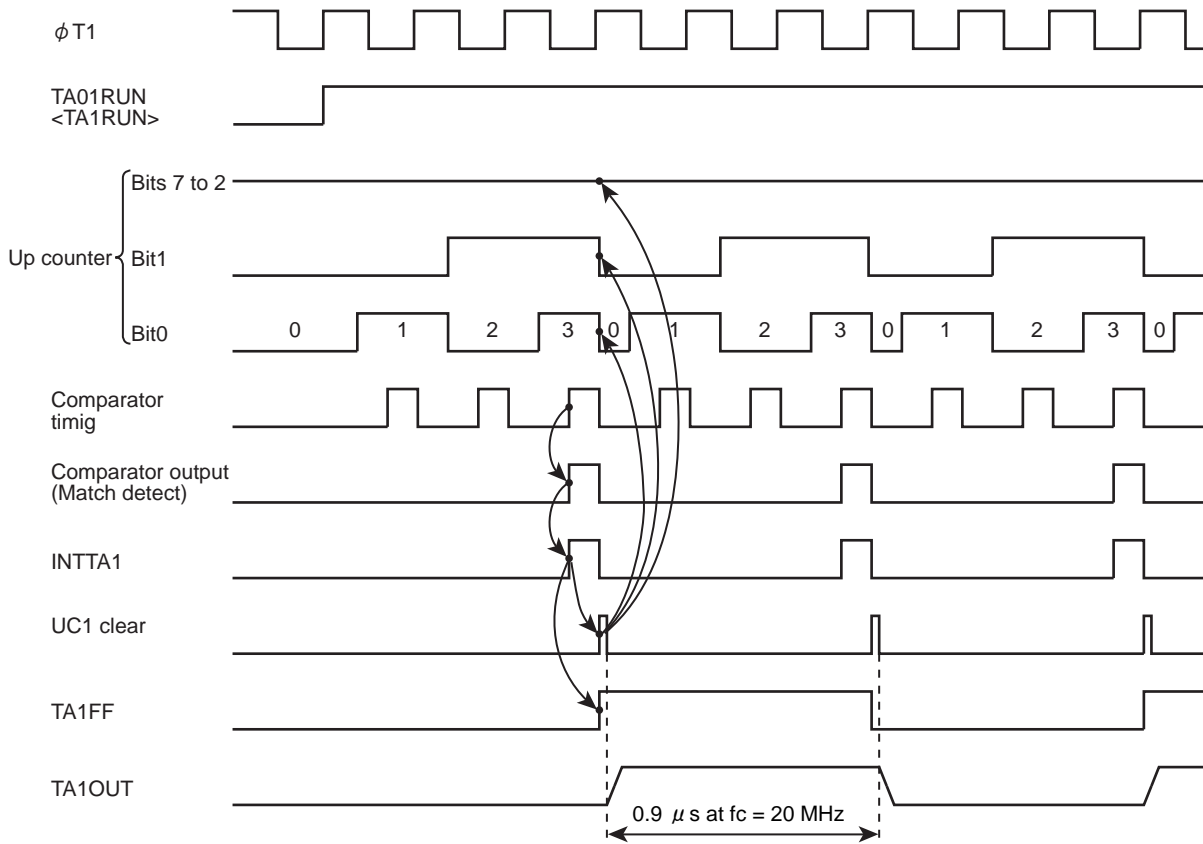 φT1
TA01RUN
<TA1RUN>
Up counter
Bits 7 to 2
Bit1
Bit0
0 1 2 3 0 1 2 3 0 1 2 3 0
Comparator
timig
Comparator output
(Match detect)
INTTA1
UC1 clear
TA1FF
TA1OUT
0.9 μs at fc = 20 MHz